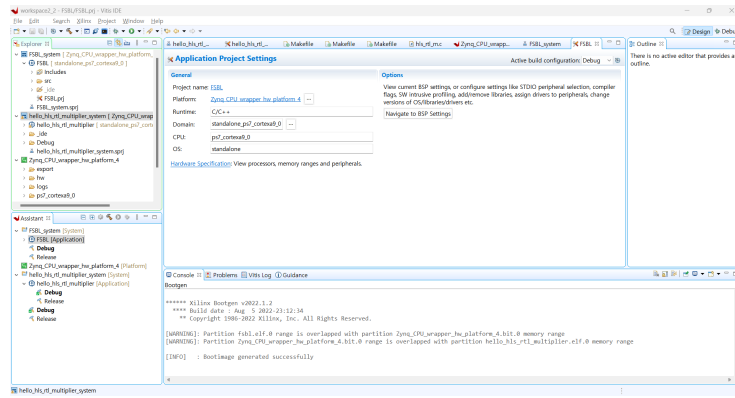 workspace2_2 - FSBL/FSBL.prj - Vitis IDE
File Edit Search Xilinx Project Window Help
Design
Debu
Explorer
FSBL_system [ Zynq_CPU_wrapper_hw_platform_
FSBL [ standalone_ps7_cortexa9_0 ]
Includes
src
_ide
FSBL.prj
FSBL_system.sprj
hello_hls_rtl_multiplier_system [ Zynq_CPU_wrap
hello_hls_rtl_multiplier [ standalone_ps7_corte
_ide
Debug
hello_hls_rtl_multiplier_system.sprj
Zynq_CPU_wrapper_hw_platform_4
export
hw
logs
ps7_cortexa9_0
Assistant
FSBL_system [System]
FSBL [Application]
Debug
Release
Zynq_CPU_wrapper_hw_platform_4 [Platform]
hello_hls_rtl_multiplier_system [System]
hello_hls_rtl_multiplier [Application]
Debug
Release
Debug
Release
hello_hls_rtl_... hello_hls_rtl_... Makefile Makefile Makefile hls_rtl_m.c Zynq_CPU_wrapp... FSBL_system FSBL
Application Project Settings
Active build configuration: Debug
General
Project name: FSBL
Platform: Zynq_CPU_wrapper_hw_platform_4 ...
Runtime: C/C++
Domain: standalone_ps7_cortexa9_0 ...
CPU: ps7_cortexa9_0
OS: standalone
Hardware Specification: View processors, memory ranges and peripherals.
Options
View current BSP settings, or configure settings like STDIO peripheral selection, compiler
flags, SW intrusive profiling, add/remove libraries, assign drivers to peripherals, change
versions of OS/libraries/drivers etc.
Navigate to BSP Settings
Outline
There is no active editor that provides a
outline.
Console Problems Vitis Log Guidance
Bootgen
****** Xilinx Bootgen v2022.1.2
**** Build date : Aug 5 2022-23:12:34
** Copyright 1986-2022 Xilinx, Inc. All Rights Reserved.
[WARNING]: Partition fsbl.elf.0 range is overlapped with partition Zynq_CPU_wrapper_hw_platform_4.bit.0 memory range
[WARNING]: Partition Zynq_CPU_wrapper_hw_platform_4.bit.0 range is overlapped with partition hello_hls_rtl_multiplier.elf.0 memory range
[INFO] : Bootimage generated successfully
hello_hls_rtl_multiplier_system